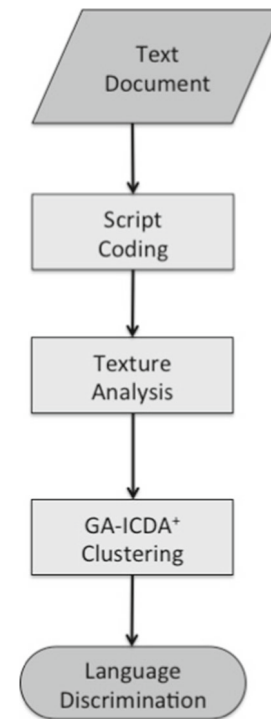 Text
Document
Script
Coding
Texture
Analysis
GA-ICDA⁺
Clustering
Language
Discrimination